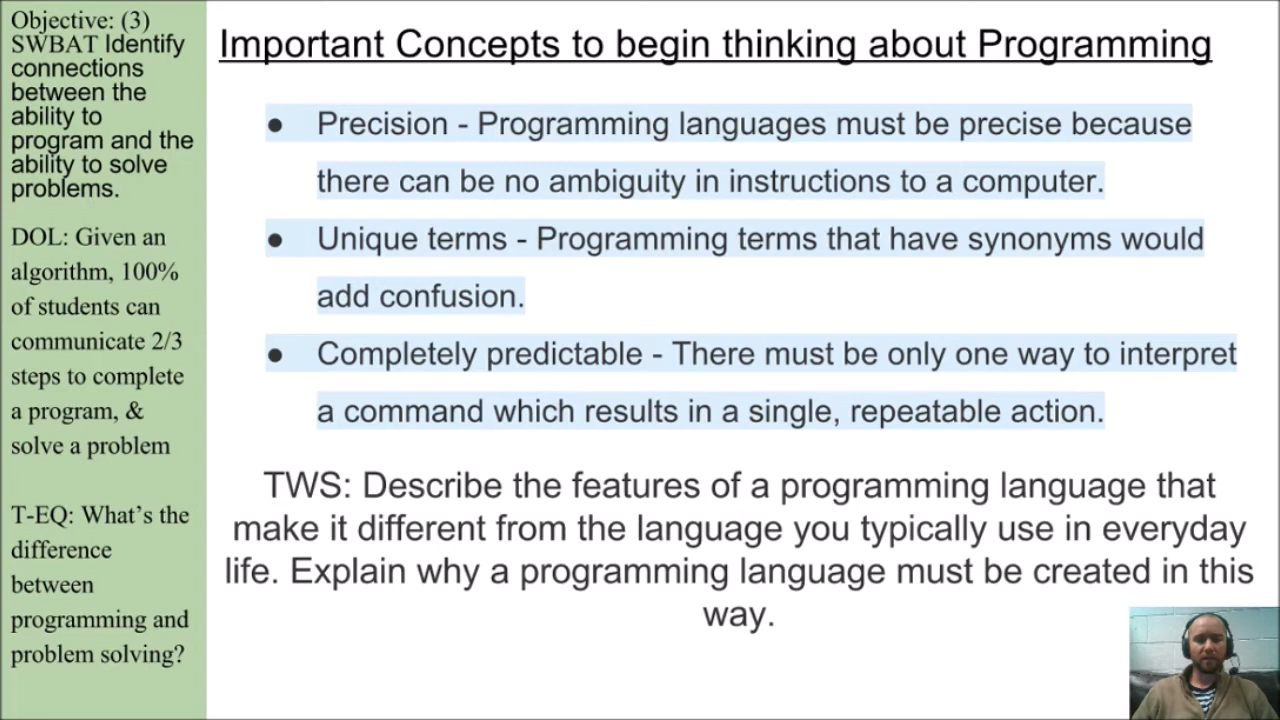 Objective: (3)
SWBAT Identify
connections
between the
ability to
program and the
ability to solve
problems.
DOL: Given an
algorithm, 100%
of students can
communicate 2/3
steps to complete
a program, &
solve a problem
T-EQ: What’s the
difference
between
programming and
problem solving?
Important Concepts to begin thinking about Programming
● Precision - Programming languages must be precise because
there can be no ambiguity in instructions to a computer.
● Unique terms - Programming terms that have synonyms would
add confusion.
● Completely predictable - There must be only one way to interpret
a command which results in a single, repeatable action.
TWS: Describe the features of a programming language that
make it different from the language you typically use in everyday
life. Explain why a programming language must be created in this
way.